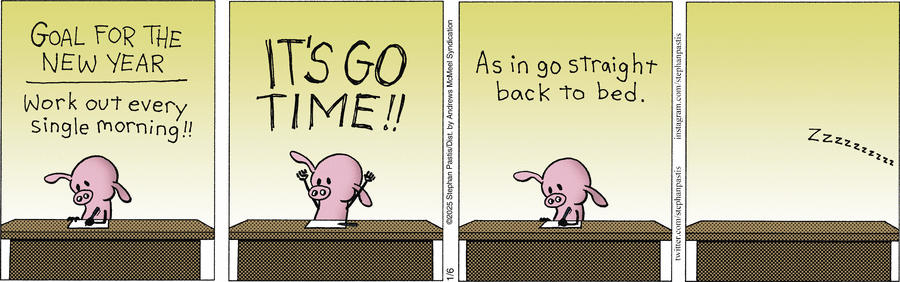 GOAL FOR THE
NEW YEAR
Work out every
single morning!!
IT'S GO
TIME!!
©2025 Stephan Pastis/Dist. by Andrews McMeel Syndication
1/6
As in go straight
back to bed.
twitter.com/stephanpastis
instagram.com/stephanpastis
Zzzzzzzzzzz